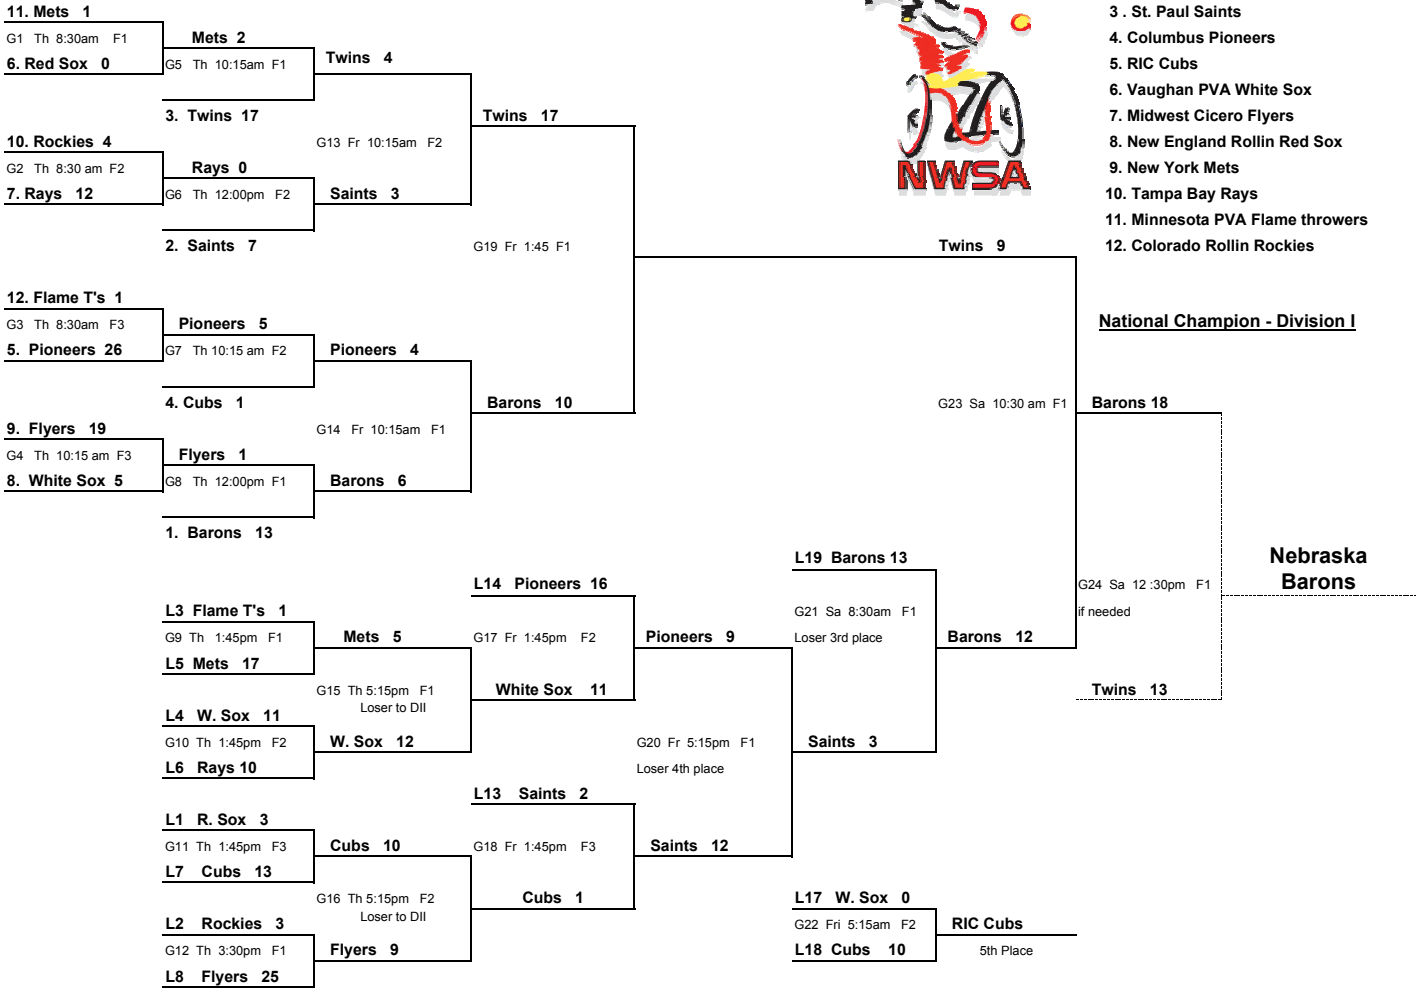 11. Mets 1
G1 Th 8:30am F1
6. Red Sox 0
Mets 2
G5 Th 10:15am F1
3. Twins 17
Twins 4
10. Rockies 4
G2 Th 8:30 am F2
7. Rays 12
Rays 0
G6 Th 12:00pm F2
2. Saints 7
G13 Fr 10:15am F2
Saints 3
Twins 17
G19 Fr 1:45 F1
12. Flame T's 1
G3 Th 8:30am F3
5. Pioneers 26
Pioneers 5
G7 Th 10:15 am F2
4. Cubs 1
Pioneers 4
9. Flyers 19
G4 Th 10:15 am F3
8. White Sox 5
Flyers 1
G8 Th 12:00pm F1
1. Barons 13
G14 Fr 10:15am F1
Barons 6
Barons 10
Twins 9
NWSA
3 . St. Paul Saints
4. Columbus Pioneers
5. RIC Cubs
6. Vaughan PVA White Sox
7. Midwest Cicero Flyers
8. New England Rollin Red Sox
9. New York Mets
10. Tampa Bay Rays
11. Minnesota PVA Flame throwers
12. Colorado Rollin Rockies
National Champion - Division I
G23 Sa 10:30 am F1
Barons 18
L3 Flame T's 1
G9 Th 1:45pm F1
L5 Mets 17
Mets 5
G15 Th 5:15pm F1
Loser to DII
L4 W. Sox 11
G10 Th 1:45pm F2
L6 Rays 10
W. Sox 12
L14 Pioneers 16
G17 Fr 1:45pm F2
White Sox 11
Pioneers 9
L1 R. Sox 3
G11 Th 1:45pm F3
L7 Cubs 13
Cubs 10
G16 Th 5:15pm F2
Loser to DII
L2 Rockies 3
G12 Th 3:30pm F1
L8 Flyers 25
Flyers 9
L13 Saints 2
G18 Fr 1:45pm F3
Cubs 1
Saints 12
G20 Fr 5:15pm F1
Loser 4th place
L19 Barons 13
G21 Sa 8:30am F1
Loser 3rd place
Saints 3
Barons 12
G24 Sa 12 :30pm F1
if needed
Twins 13
Nebraska
Barons
L17 W. Sox 0
G22 Fri 5:15am F2
L18 Cubs 10
RIC Cubs
5th Place